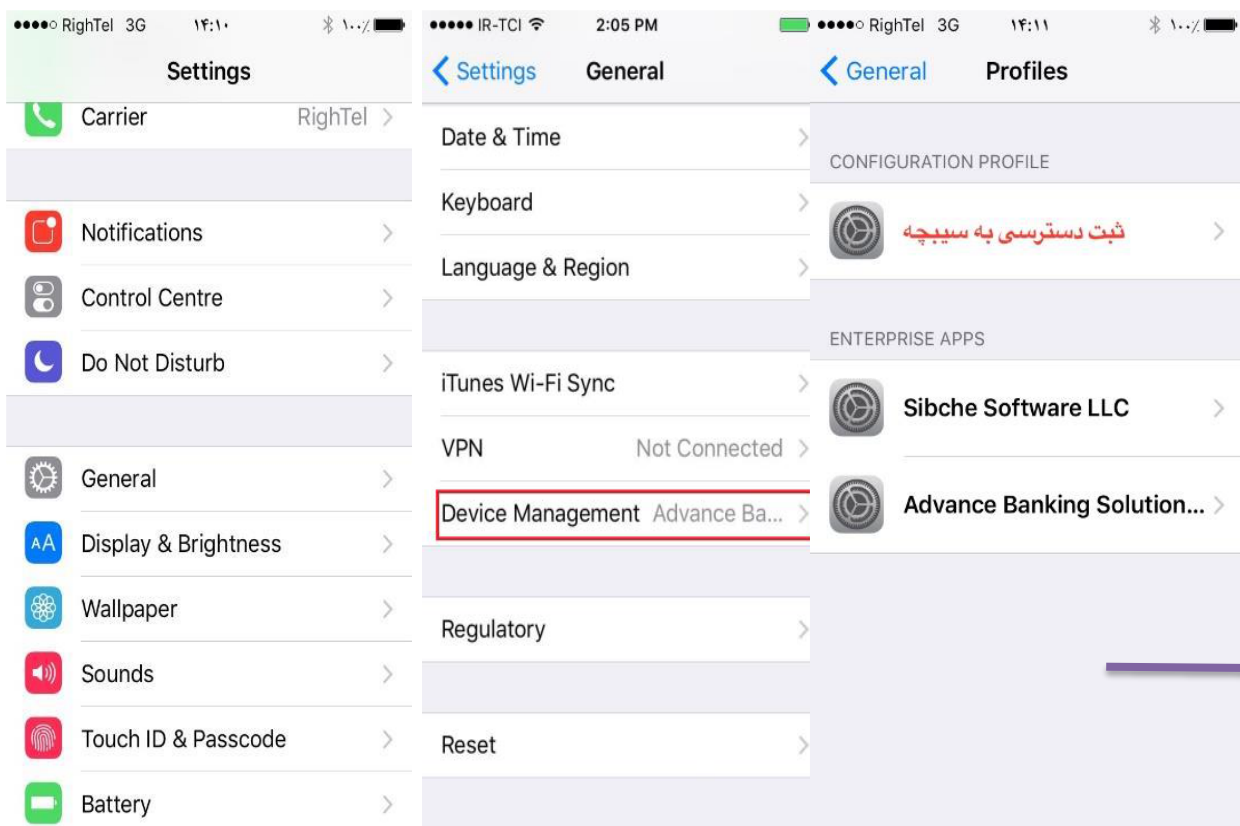 RighTel 3G ۱۴:۱۰ ۱۰۰٪
Settings
Carrier RighTel
Notifications
Control Centre
Do Not Disturb
General
AA Display & Brightness
Wallpaper
Sounds
Touch ID & Passcode
Battery
IR-TCI 2:05 PM
Settings General
Date & Time
Keyboard
Language & Region
iTunes Wi-Fi Sync
VPN Not Connected
Device Management Advance Ba...
Regulatory
Reset
RighTel 3G ۱۴:۱۱ ۱۰۰٪
General Profiles
CONFIGURATION PROFILE
ثبت دسترسی به سیبچه
ENTERPRISE APPS
Sibche Software LLC
Advance Banking Solution...